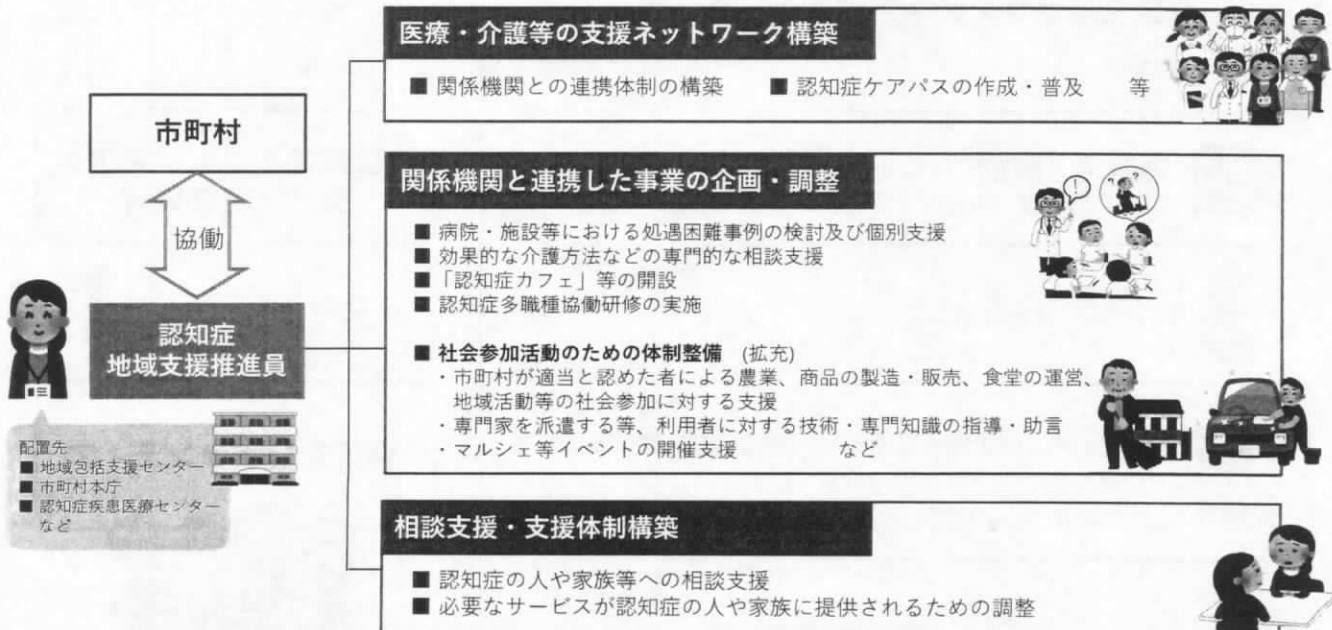 医療・介護等の支援ネットワーク構築
■ 関係機関との連携体制の構築 ■ 認知症ケアパスの作成・普及 等
市町村
協働
認知症
地域支援推進員
配置先
■ 地域包括支援センター
■ 市町村本庁
■ 認知症疾患医療センター
など
関係機関と連携した事業の企画・調整
■ 病院・施設等における処遇困難事例の検討及び個別支援
■ 効果的な介護方法などの専門的な相談支援
■ 「認知症カフェ」等の開設
■ 認知症多職種協働研修の実施
■ 社会参加活動のための体制整備 (拡充)
・市町村が適当と認めた者による農業、商品の製造・販売、食堂の運営、
地域活動等の社会参加に対する支援
・専門家を派遣する等、利用者に対する技術・専門知識の指導・助言
・マルシェ等イベントの開催支援 など
相談支援・支援体制構築
■ 認知症の人や家族等への相談支援
■ 必要なサービスが認知症の人や家族に提供されるための調整